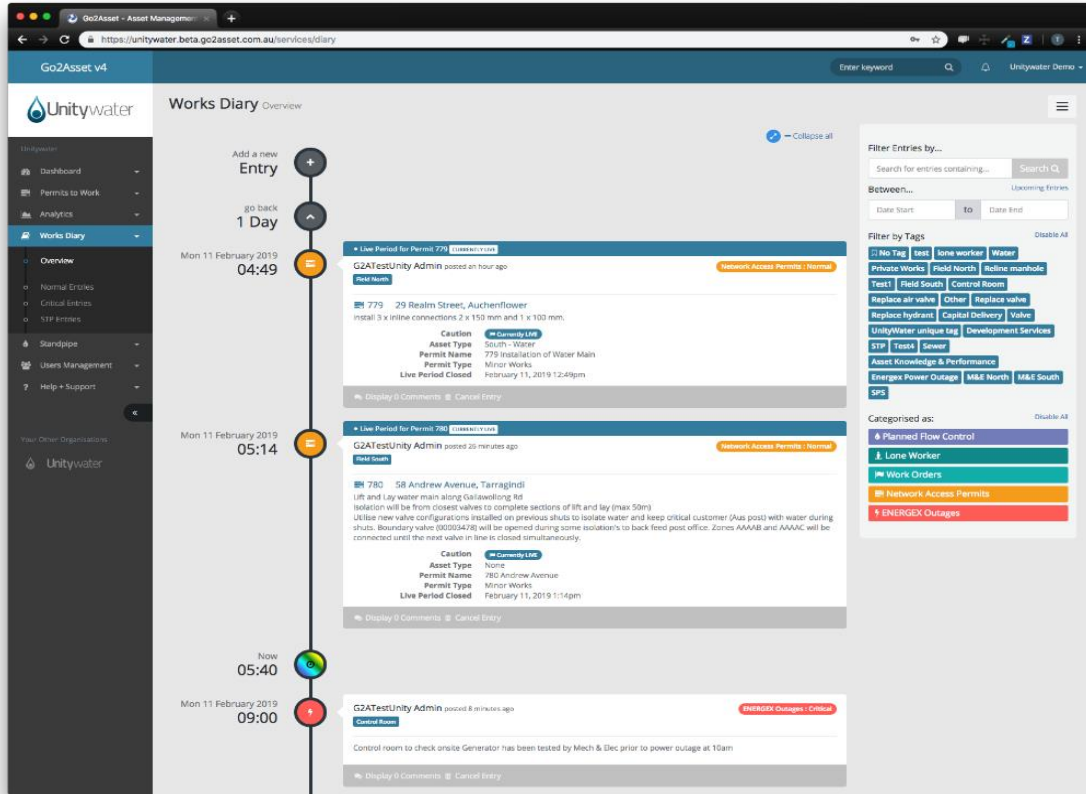 Go2Asset - Asset Management
https://unitywater.beta.go2asset.com.au/services/diary
Go2Asset v4
Enter keyword
Unitywater Demo
Unitywater
Unitywater
Dashboard
Permits to Work
Analytics
Works Diary
Overview
Normal Entries
Critical Entries
STP Entries
Standpipe
Users Management
Help + Support
Your Other Organisations
Unitywater
Works Diary Overview
Collapse all
Add a new
Entry
go back
1 Day
Mon 11 February 2019
04:49
Live Period for Permit 779 CURRENTLY LIVE
G2ATestUnity Admin posted an hour ago
Network Access Permits : Normal
Field North
779 29 Realm Street, Auchenflower
Install 3 x inline connections 2 x 150 mm and 1 x 100 mm.
Caution Currently LIVE
Asset Type South - Water
Permit Name 779 Installation of Water Main
Permit Type Minor Works
Live Period Closed February 11, 2019 12:49pm
Display 0 Comments Cancel Entry
Mon 11 February 2019
05:14
Live Period for Permit 780 CURRENTLY LIVE
G2ATestUnity Admin posted 26 minutes ago
Network Access Permits : Normal
Field South
780 58 Andrew Avenue, Tarragindi
Lift and Lay water main along Gallawollong Rd
Isolation will be from closest valves to complete sections of lift and lay (max 50m)
Utilise new valve configurations installed on previous shuts to isolate water and keep critical customer (Aus post) with water during
shuts. Boundary valve (00003478) will be opened during some isolation's to back feed post office. Zones AAAAB and AAAAC will be
connected until the next valve in line is closed simultaneously.
Caution Currently LIVE
Asset Type None
Permit Name 780 Andrew Avenue
Permit Type Minor Works
Live Period Closed February 11, 2019 1:14pm
Display 0 Comments Cancel Entry
Now
05:40
Mon 11 February 2019
09:00
G2ATestUnity Admin posted 8 minutes ago
ENERGEX Outages : Critical
Control Room
Control room to check onsite Generator has been tested by Mech & Elec prior to power outage at 10am
Display 0 Comments Cancel Entry
Filter Entries by...
Search for entries containing... Search
Between... Upcoming Entries
Date Start to Date End
Filter by Tags Disable All
No Tag test lone worker Water
Private Works Field North Reline manhole
Test1 Field South Control Room
Replace air valve Other Replace valve
Replace hydrant Capital Delivery Valve
UnityWater unique tag Development Services
STP Test4 Sewer
Asset Knowledge & Performance
Energex Power Outage M&E North M&E South
SPS
Categorised as: Disable All
Planned Flow Control
Lone Worker
Work Orders
Network Access Permits
ENERGEX Outages